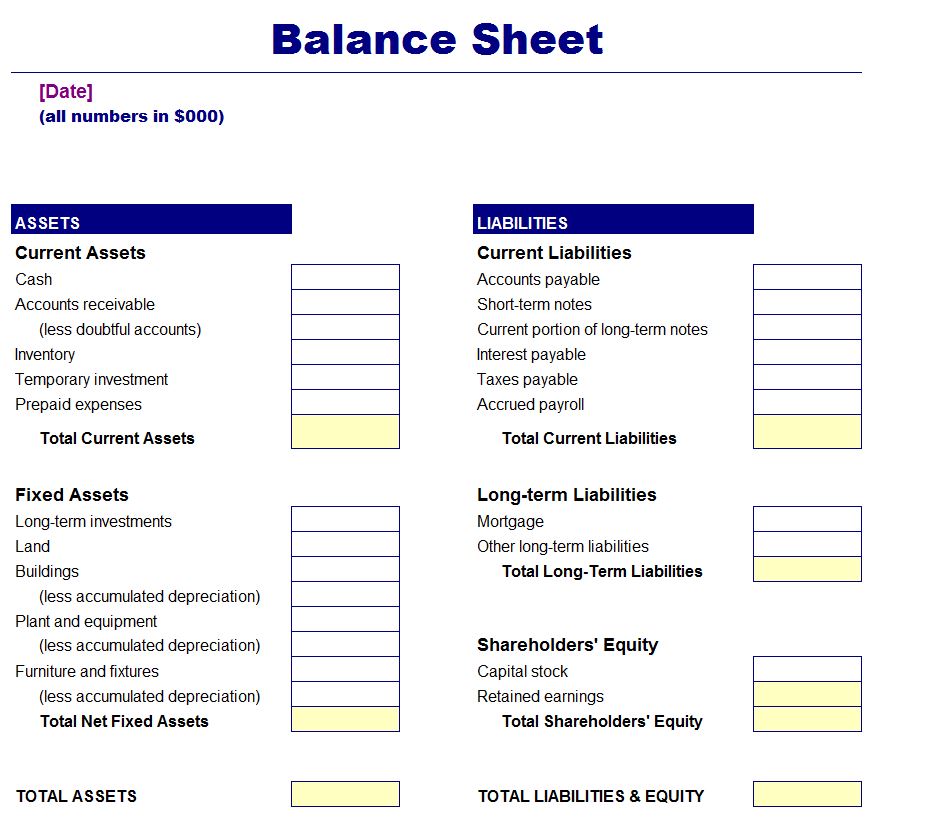 Balance Sheet
[Date]
(all numbers in $000)
ASSETS
Current Assets
Cash
Accounts receivable
(less doubtful accounts)
Inventory
Temporary investment
Prepaid expenses
Total Current Assets
Fixed Assets
Long-term investments
Land
Buildings
(less accumulated depreciation)
Plant and equipment
(less accumulated depreciation)
Furniture and fixtures
(less accumulated depreciation)
Total Net Fixed Assets
TOTAL ASSETS
LIABILITIES
Current Liabilities
Accounts payable
Short-term notes
Current portion of long-term notes
Interest payable
Taxes payable
Accrued payroll
Total Current Liabilities
Long-term Liabilities
Mortgage
Other long-term liabilities
Total Long-Term Liabilities
Shareholders' Equity
Capital stock
Retained earnings
Total Shareholders' Equity
TOTAL LIABILITIES & EQUITY